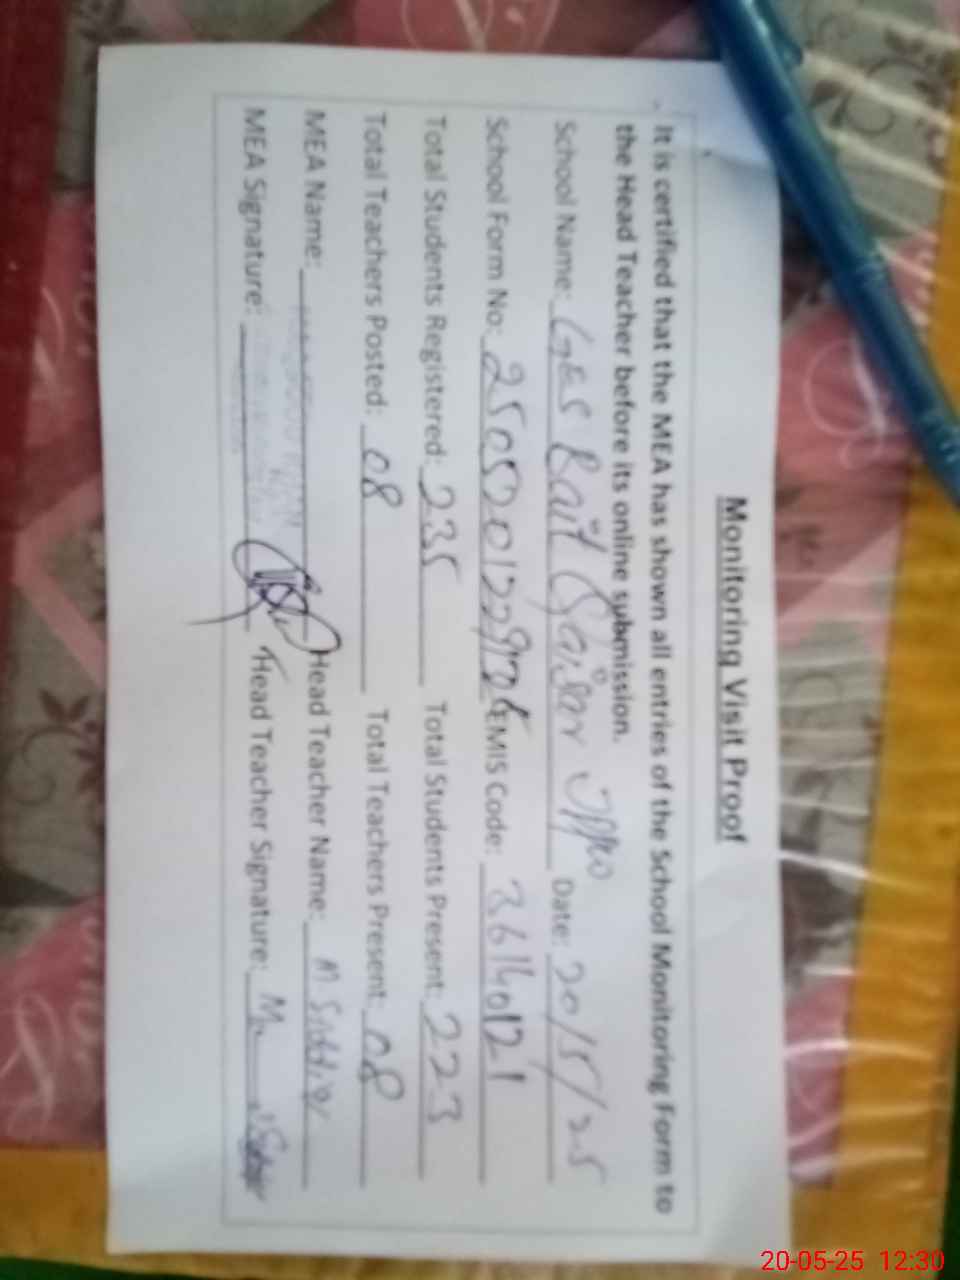 Monitoring Visit Proof
It is certified that the MEA has shown all entries of the School Monitoring Form to
the Head Teacher before its online submission.
School Name: GES Bait Qaisar Date: 20/5/25
School Form No: EMIS Code: 36140121
Total Students Registered: 235 Total Students Present: 223
Total Teachers Posted: 08 Total Teachers Present: 08
MEA Name: Head Teacher Name: M Siddiq
MEA Signature: Head Teacher Signature:
20-05-25 12:30